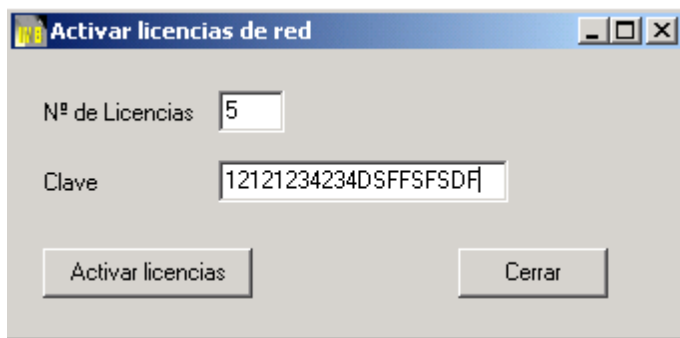 Activar licencias de red
Nº de Licencias 5
Clave 12121234234DSFFSFSDF
Activar licencias Cerrar